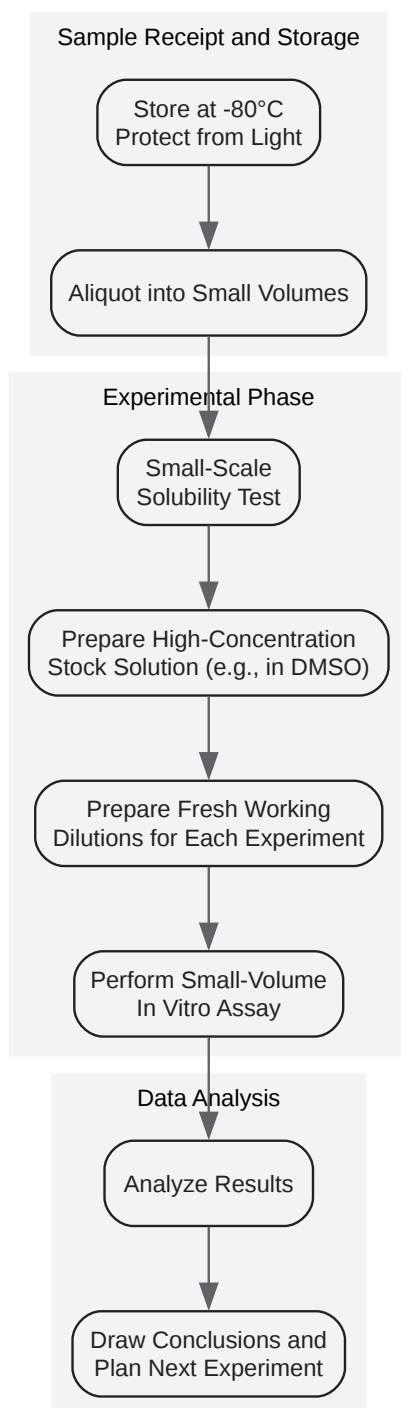 Sample Receipt and Storage
Store at -80°C
Protect from Light
Aliquot into Small Volumes
Experimental Phase
Small-Scale
Solubility Test
Prepare High-Concentration
Stock Solution (e.g., in DMSO)
Prepare Fresh Working
Dilutions for Each Experiment
Perform Small-Volume
In Vitro Assay
Data Analysis
Analyze Results
Draw Conclusions and
Plan Next Experiment